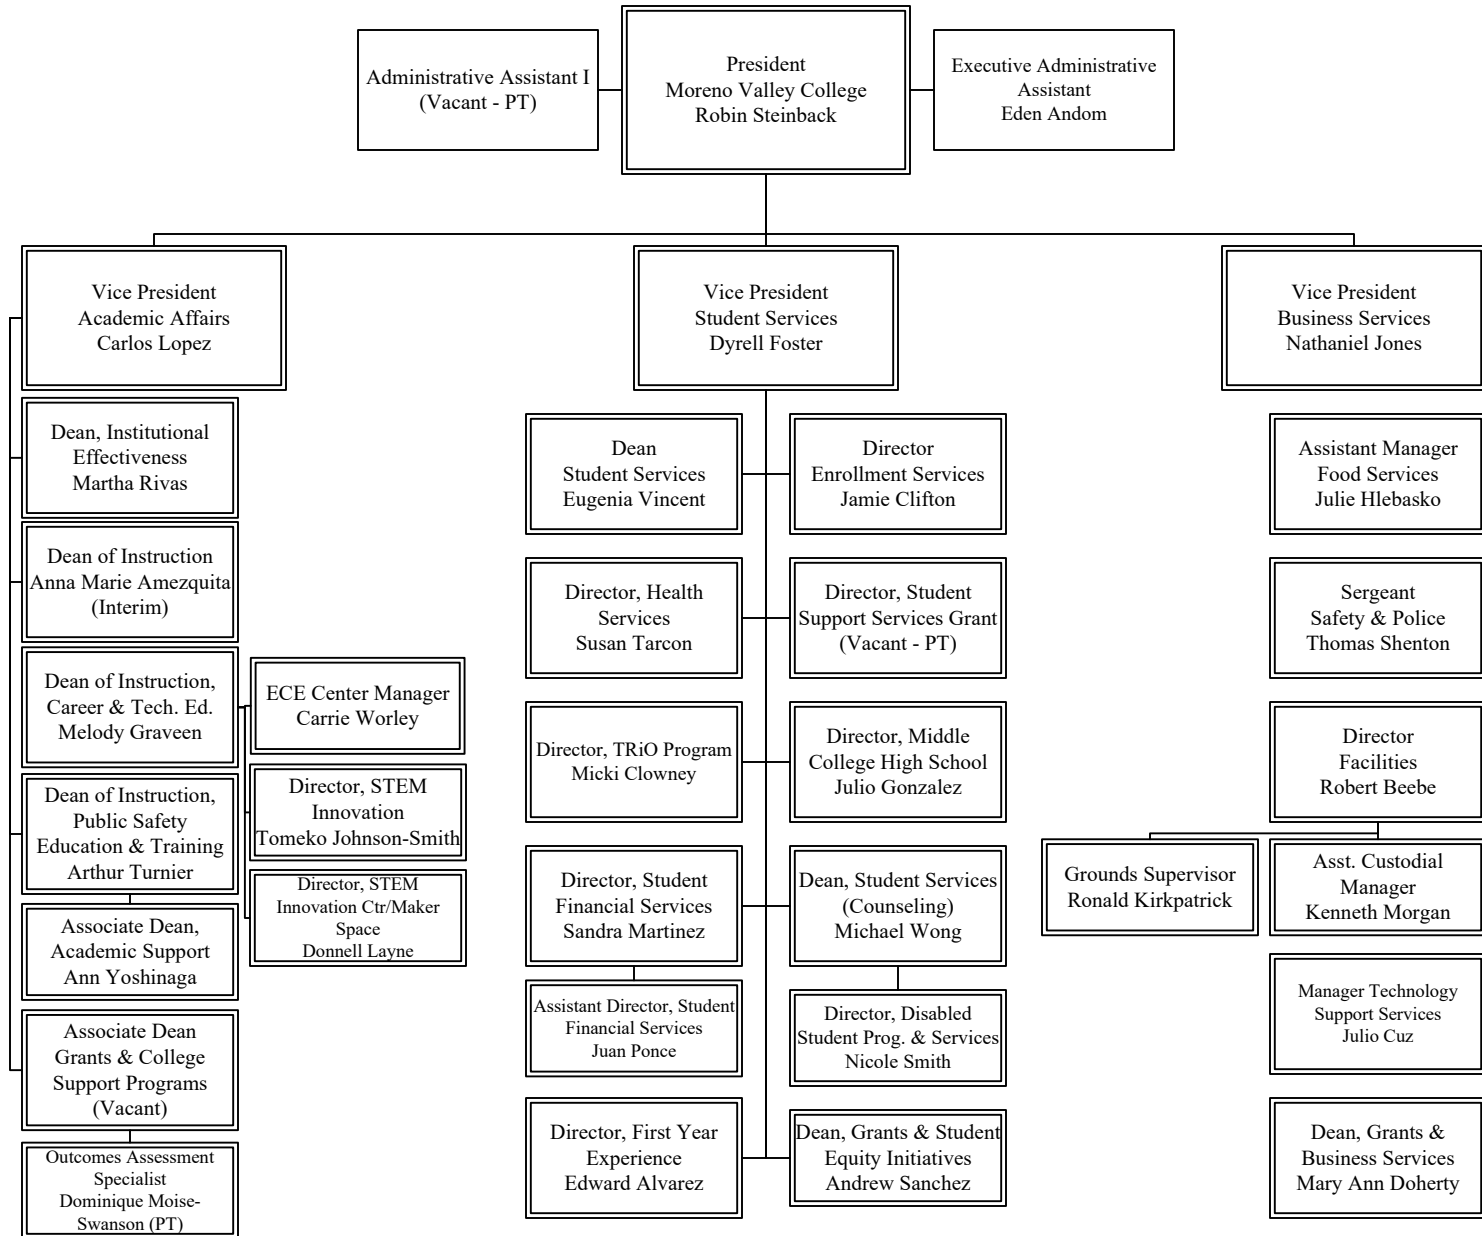 Administrative Assistant I
(Vacant - PT)
President
Moreno Valley College
Robin Steinback
Executive Administrative
Assistant
Eden Andom
Vice President
Academic Affairs
Carlos Lopez
Dean, Institutional
Effectiveness
Martha Rivas
Dean of Instruction
Anna Marie Amezquita
(Interim)
Dean of Instruction,
Career & Tech. Ed.
Melody Graveen
ECE Center Manager
Carrie Worley
Director, STEM
Innovation
Tomeko Johnson-Smith
Director, STEM
Innovation Ctr/Maker
Space
Donnell Layne
Dean of Instruction,
Public Safety
Education & Training
Arthur Turnier
Associate Dean,
Academic Support
Ann Yoshinaga
Associate Dean
Grants & College
Support Programs
(Vacant)
Outcomes Assessment
Specialist
Dominique Moise-
Swanson (PT)
Vice President
Student Services
Dyrell Foster
Dean
Student Services
Eugenia Vincent
Director
Enrollment Services
Jamie Clifton
Director, Health
Services
Susan Tarcon
Director, Student
Support Services Grant
(Vacant - PT)
Director, TRiO Program
Micki Clowney
Director, Middle
College High School
Julio Gonzalez
Director, Student
Financial Services
Sandra Martinez
Dean, Student Services
(Counseling)
Michael Wong
Assistant Director, Student
Financial Services
Juan Ponce
Director, Disabled
Student Prog. & Services
Nicole Smith
Director, First Year
Experience
Edward Alvarez
Dean, Grants & Student
Equity Initiatives
Andrew Sanchez
Vice President
Business Services
Nathaniel Jones
Assistant Manager
Food Services
Julie Hlebasko
Sergeant
Safety & Police
Thomas Shenton
Director
Facilities
Robert Beebe
Grounds Supervisor
Ronald Kirkpatrick
Asst. Custodial
Manager
Kenneth Morgan
Manager Technology
Support Services
Julio Cuz
Dean, Grants &
Business Services
Mary Ann Doherty